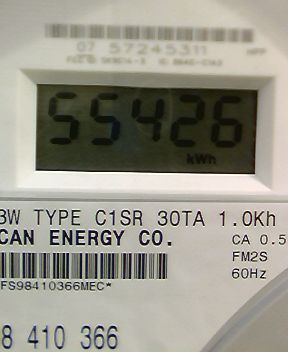 07 57245311
55426
kWh
3W TYPE C1SR 30TA 1.0Kh
CAN ENERGY CO.
CA 0.5
FM2S
FS98410366MEC*
60Hz
8 410 366